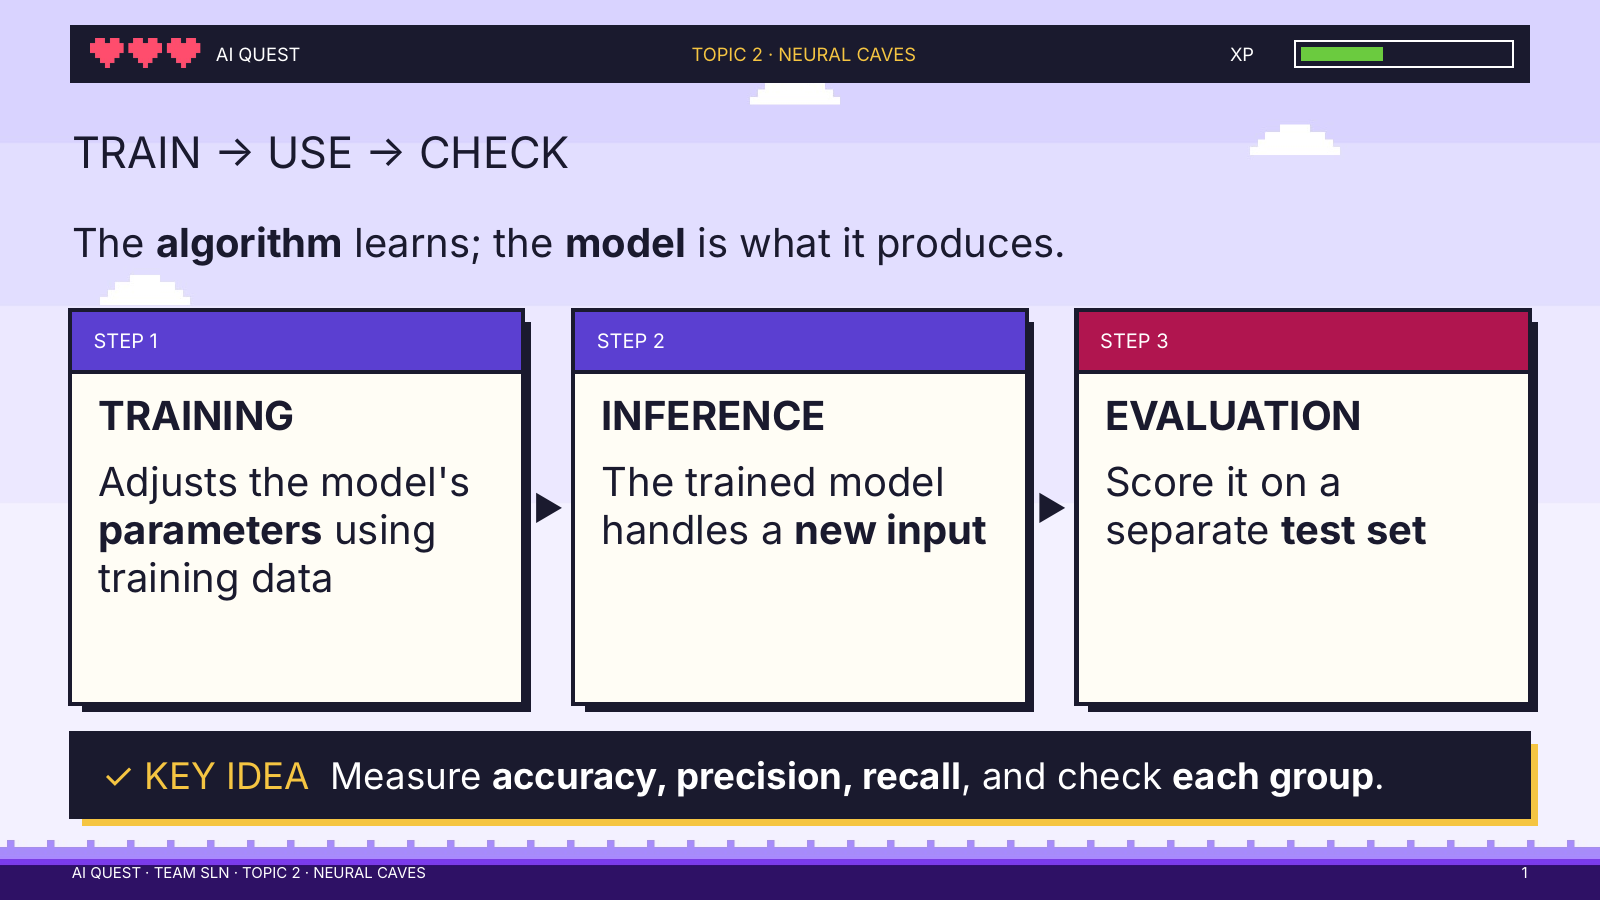 AI QUEST
TOPIC 2 · NEURAL CAVES
XP
TRAIN → USE → CHECK
The algorithm learns; the model is what it produces.
STEP 1
TRAINING
Adjusts the model's
parameters using
training data
STEP 2
INFERENCE
The trained model
handles a new input
STEP 3
EVALUATION
Score it on a
separate test set
✓ KEY IDEA Measure accuracy, precision, recall, and check each group.
AI QUEST · TEAM SLN · TOPIC 2 · NEURAL CAVES
1